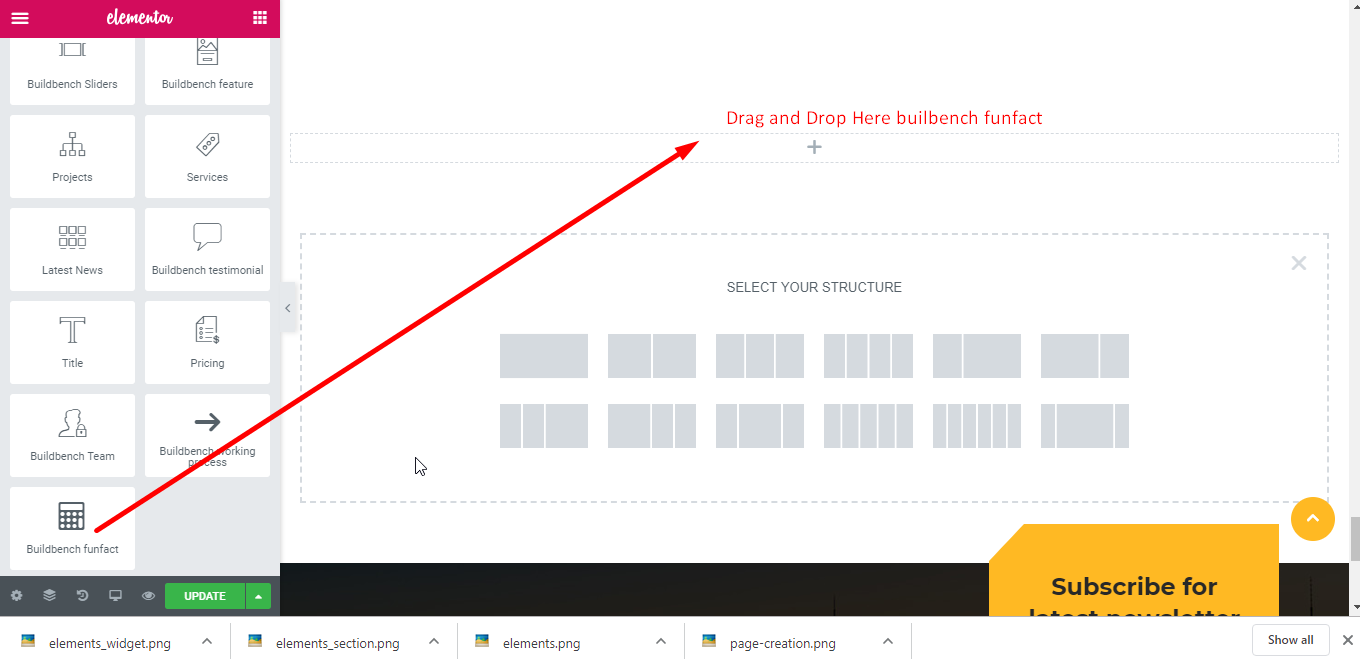 elementor
Buildbench Sliders
Buildbench feature
Drag and Drop Here builbench funfact
Projects
Services
Latest News
Buildbench testimonial
SELECT YOUR STRUCTURE
Title
Pricing
Buildbench Team
Buildbench working
process
Buildbench funfact
UPDATE
Subscribe for
latest newsletter
elements_widget.png
elements_section.png
elements.png
page-creation.png
Show all